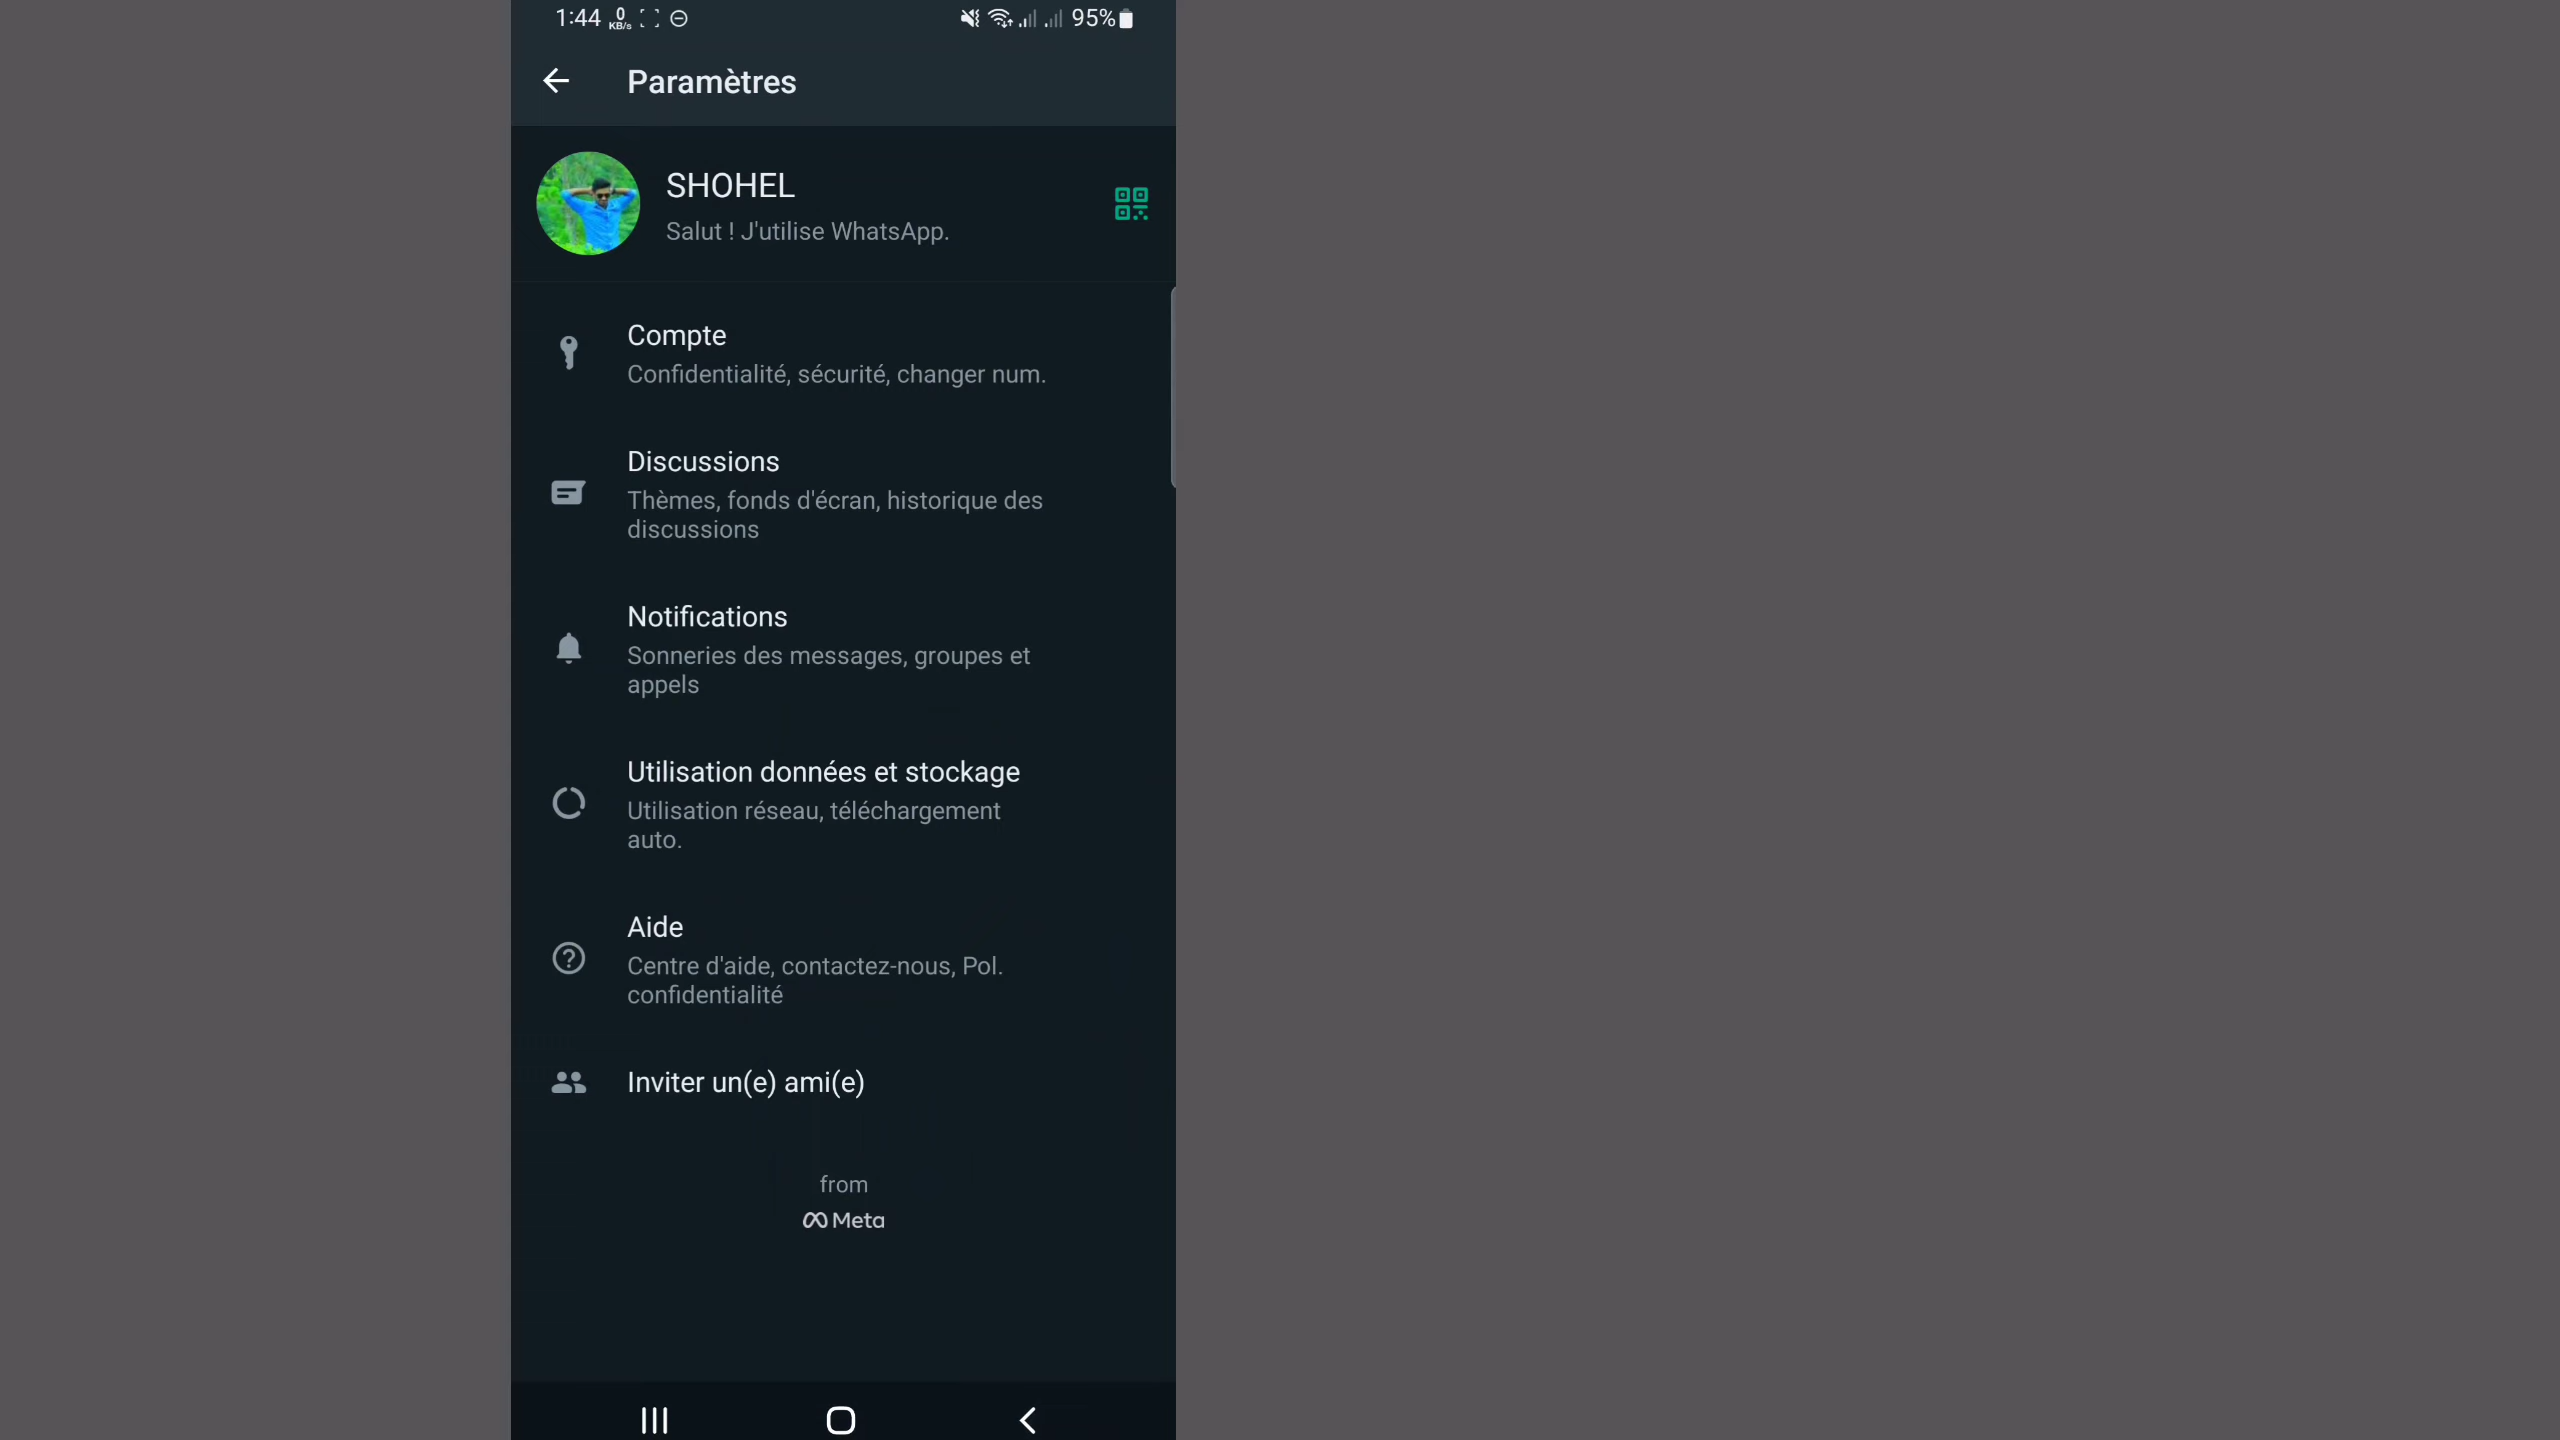 1:44 0 KB/s 95%
Paramètres
SHOHEL
Salut ! J'utilise WhatsApp.
Compte
Confidentialité, sécurité, changer num.
Discussions
Thèmes, fonds d'écran, historique des
discussions
Notifications
Sonneries des messages, groupes et
appels
Utilisation données et stockage
Utilisation réseau, téléchargement
auto.
Aide
Centre d'aide, contactez-nous, Pol.
confidentialité
Inviter un(e) ami(e)
from
Meta